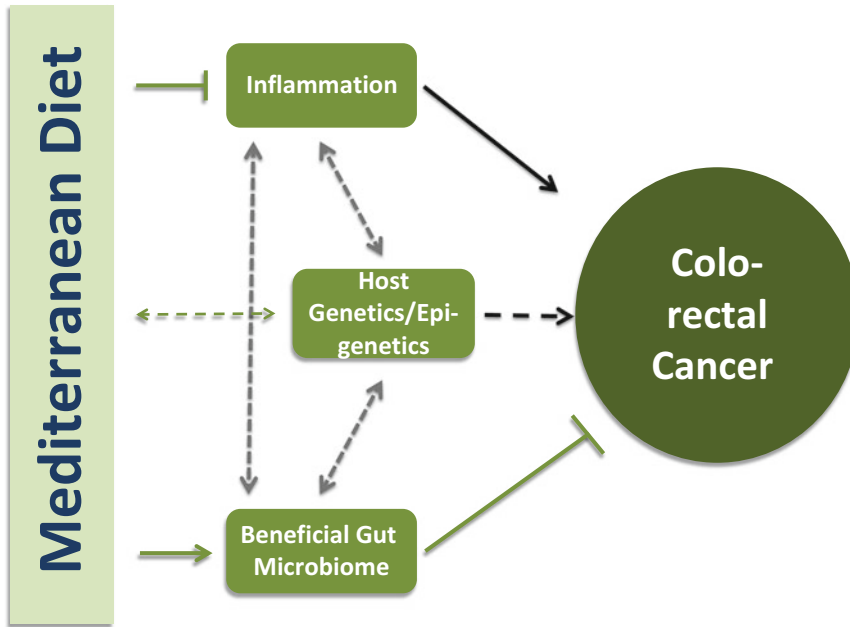 Mediterranean Diet
Inflammation
Host
Genetics/Epi-
genetics
Beneficial Gut
Microbiome
Colo-
rectal
Cancer